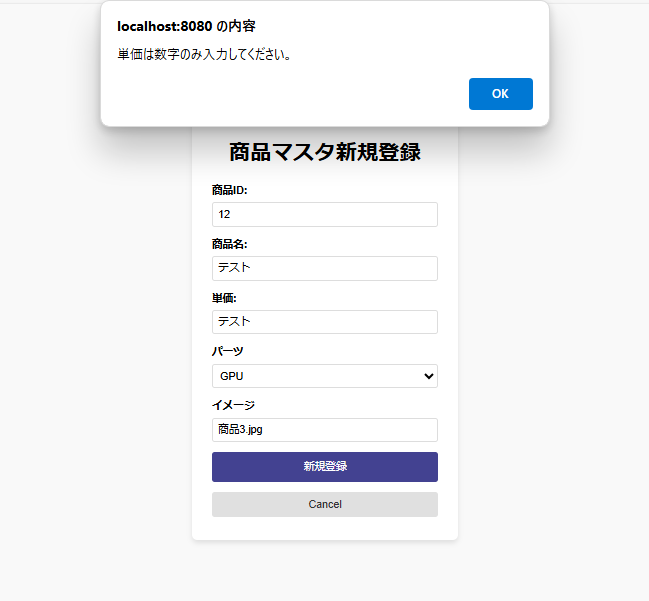 localhost:8080 の内容
単価は数字のみ入力してください。
OK
商品マスタ新規登録
商品ID:
12
商品名:
テスト
単価:
テスト
パーツ
GPU
イメージ
商品3.jpg
新規登録
Cancel